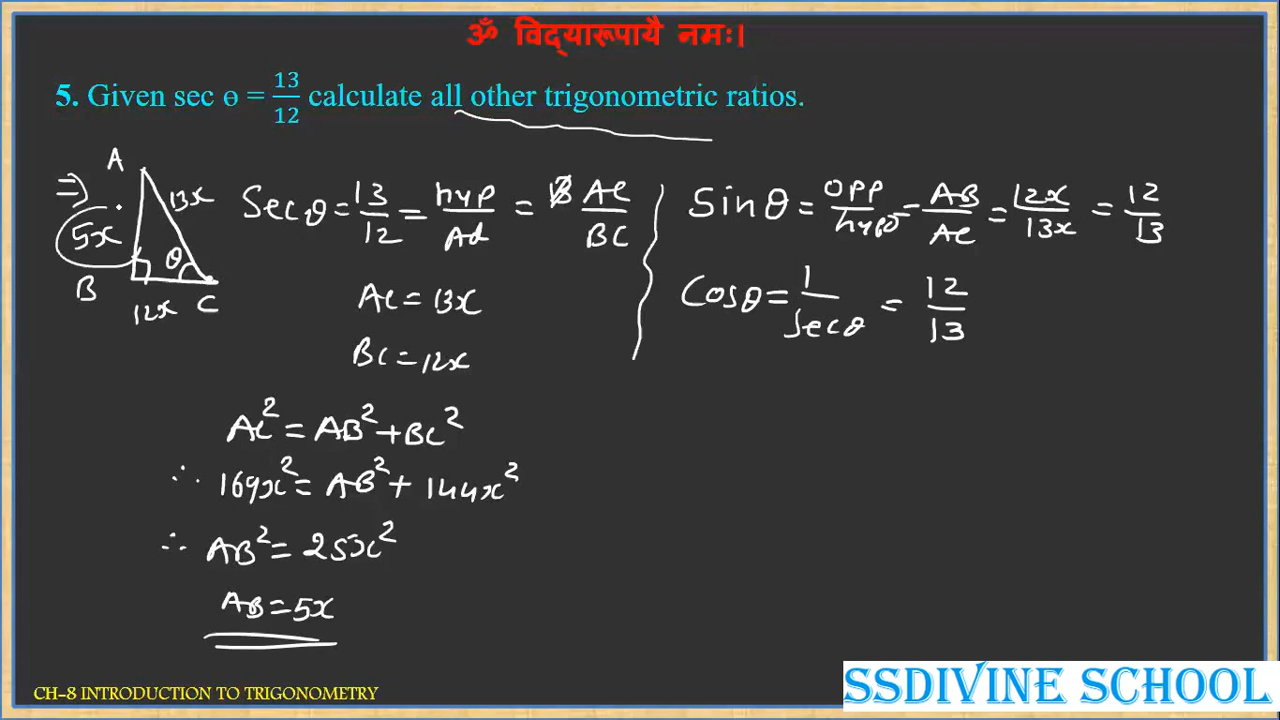 ॐ विद्यारूपायै नमः।
5. Given sec ɵ = 13/12 calculate all other trigonometric ratios.
⇒ A
13x
5x
θ
B
12x C
Secθ = 13/12 = hyp/Ad = AC/BC
AC = 13x
BC = 12x
AC² = AB² + BC²
∴ 169x² = AB² + 144x²
∴ AB² = 25x²
AB = 5x
Sinθ = opp/hypo = AB/AC = 12x/13x = 12/13
Cosθ = 1/Secθ = 12/13
CH-8 INTRODUCTION TO TRIGONOMETRY
SSDIVINE SCHOOL